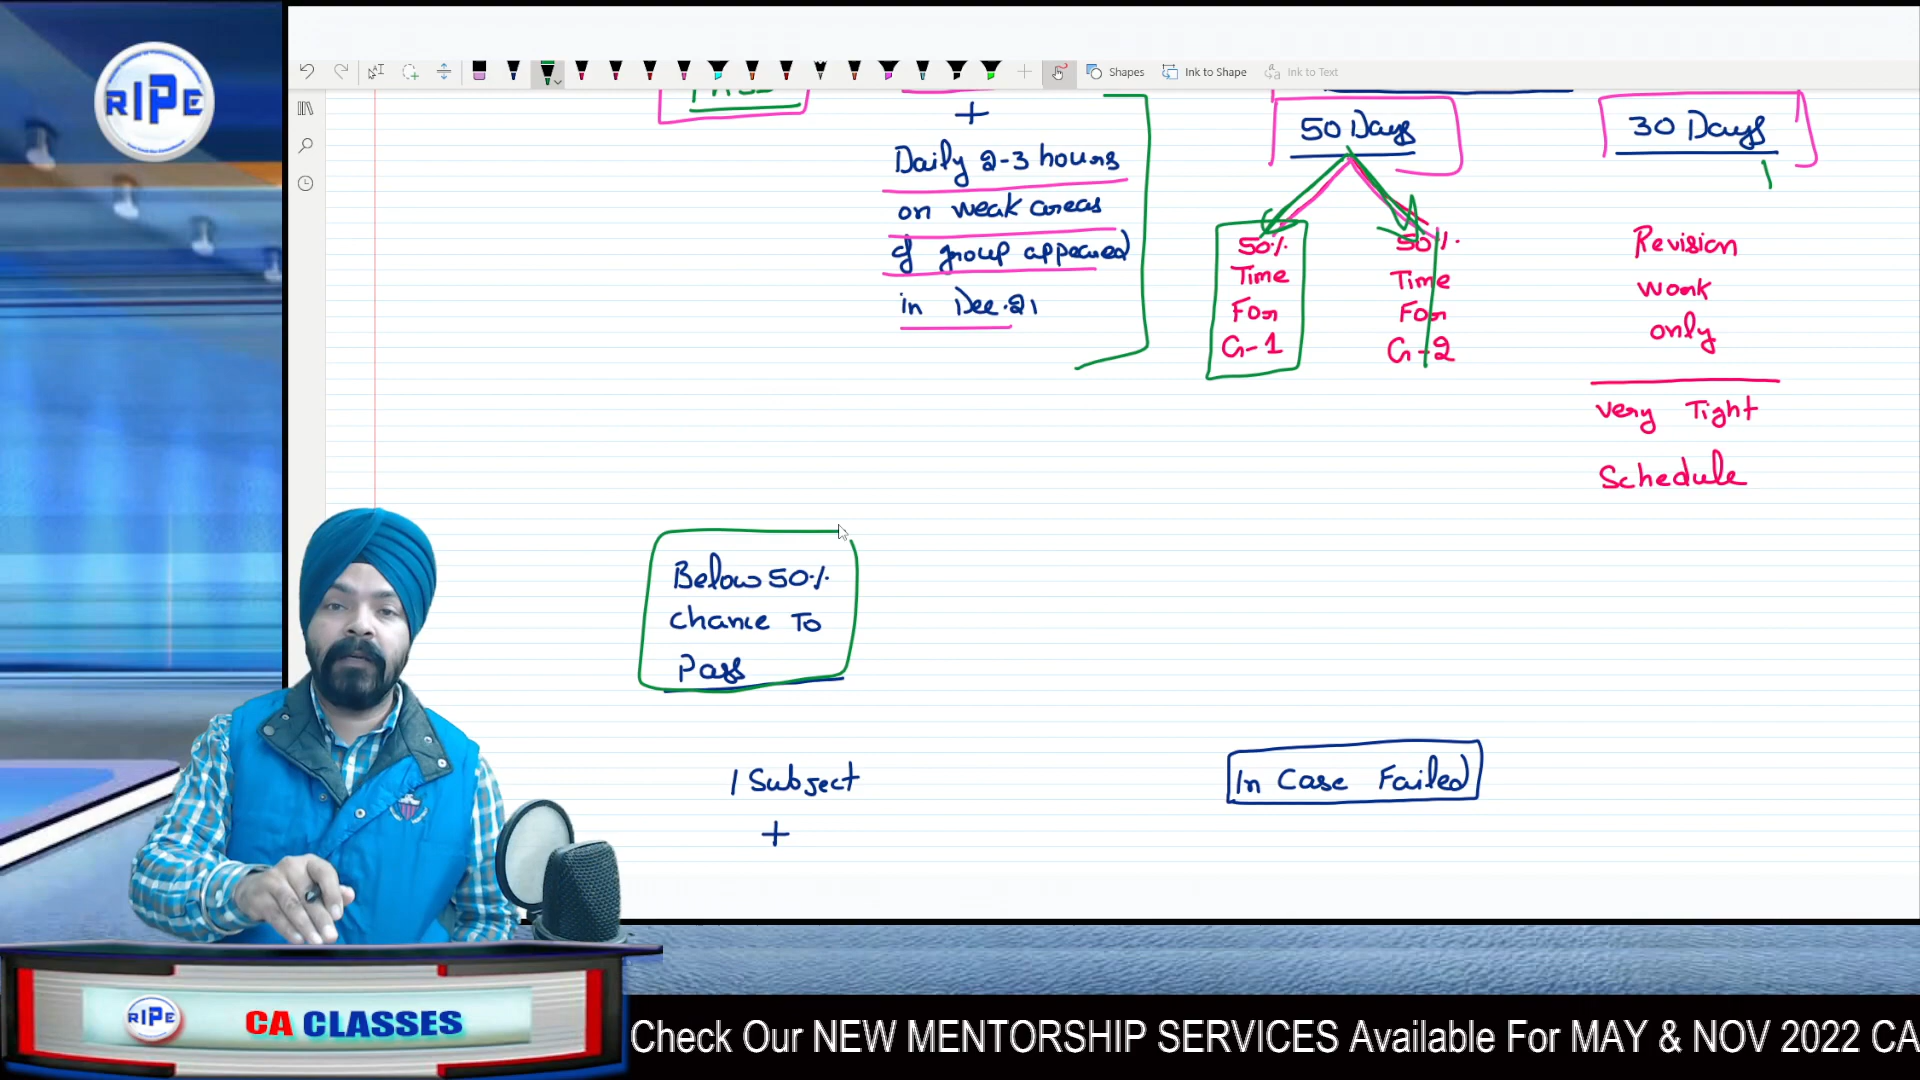 RIPE
Shapes
Ink to Shape
Ink to Text
+
Daily 2-3 hours
on weak areas
of group appeared
in Dec.21
50 Days
50%
Time
For
G-1
50%
Time
For
G-2
30 Days
Revision
work
only
Very Tight
Schedule
Below 50%
chance To
Pass
1 Subject
+
In Case Failed
RIPE
CA CLASSES
Check Our NEW MENTORSHIP SERVICES Available For MAY & NOV 2022 CA